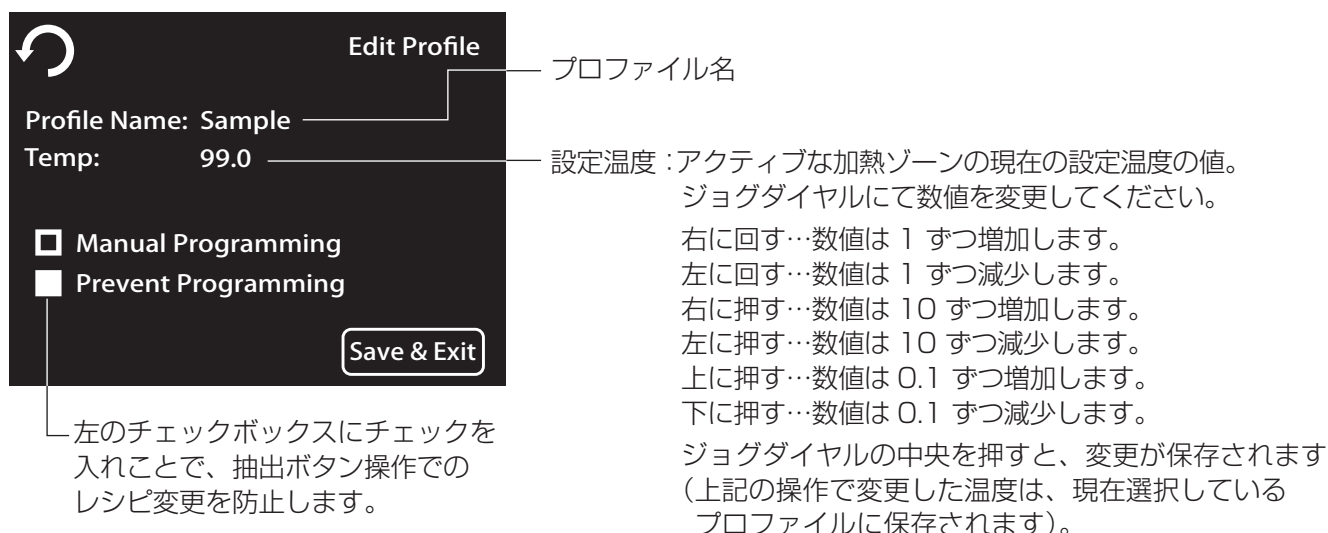 Edit Profile
Profile Name: Sample
Temp: 99.0
Manual Programming
Prevent Programming
Save & Exit
プロファイル名
設定温度：アクティブな加熱ゾーンの現在の設定温度の値。
ジョグダイヤルにて数値を変更してください。
右に回す…数値は 1 ずつ増加します。
左に回す…数値は 1 ずつ減少します。
右に押す…数値は 10 ずつ増加します。
左に押す…数値は 10 ずつ減少します。
上に押す…数値は 0.1 ずつ増加します。
下に押す…数値は 0.1 ずつ減少します。
ジョグダイヤルの中央を押すと、変更が保存されます
（上記の操作で変更した温度は、現在選択している
プロファイルに保存されます）。
左のチェックボックスにチェックを
入れことで、抽出ボタン操作での
レシピ変更を防止します。